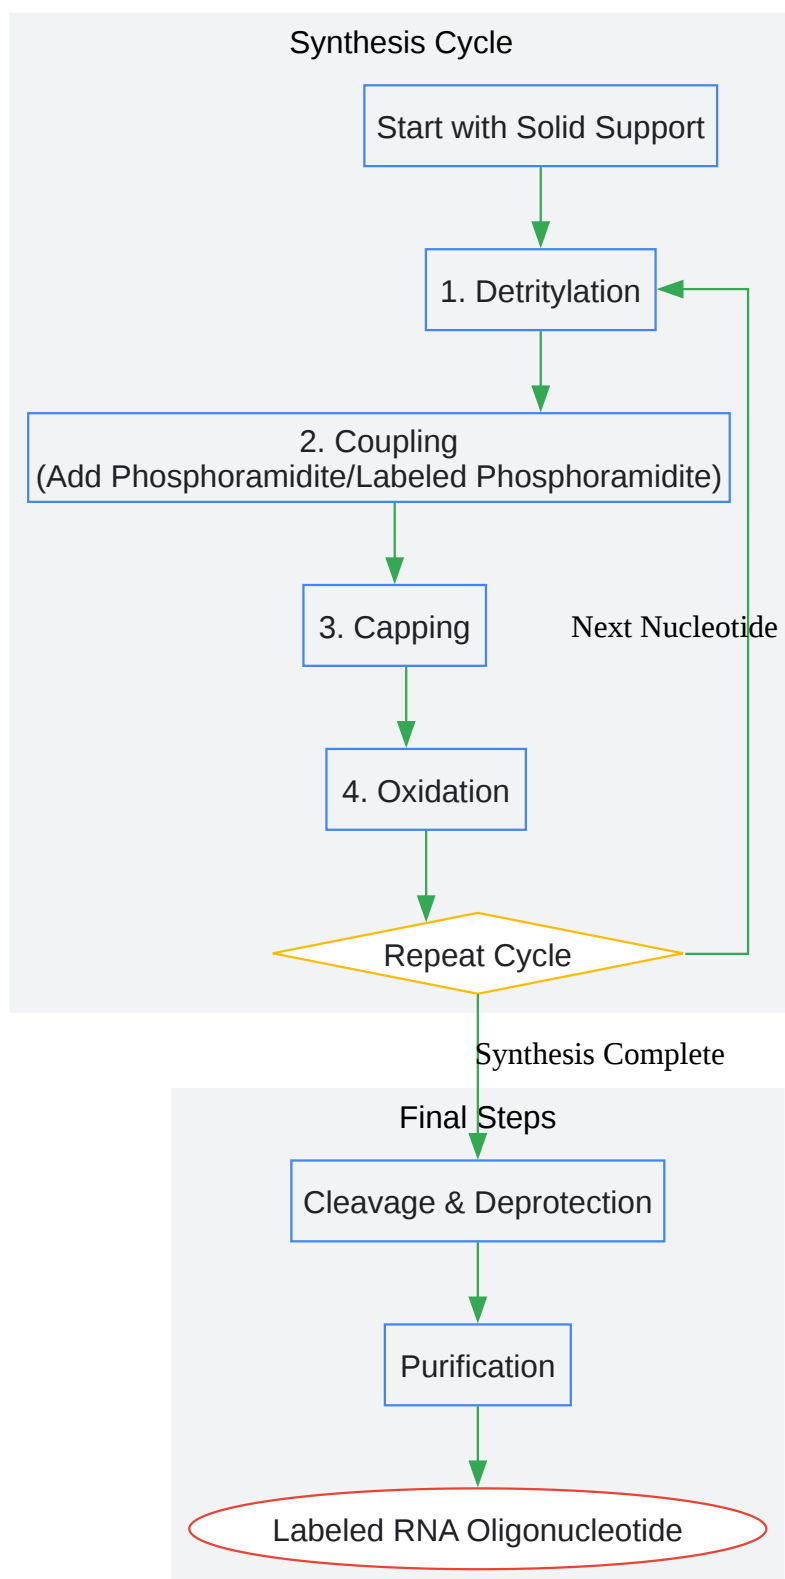 Synthesis Cycle
Start with Solid Support
1. Detritylation
2. Coupling
(Add Phosphoramidite/Labeled Phosphoramidite)
3. Capping
Next Nucleotide
4. Oxidation
Repeat Cycle
Synthesis Complete
Final Steps
Cleavage & Deprotection
Purification
Labeled RNA Oligonucleotide